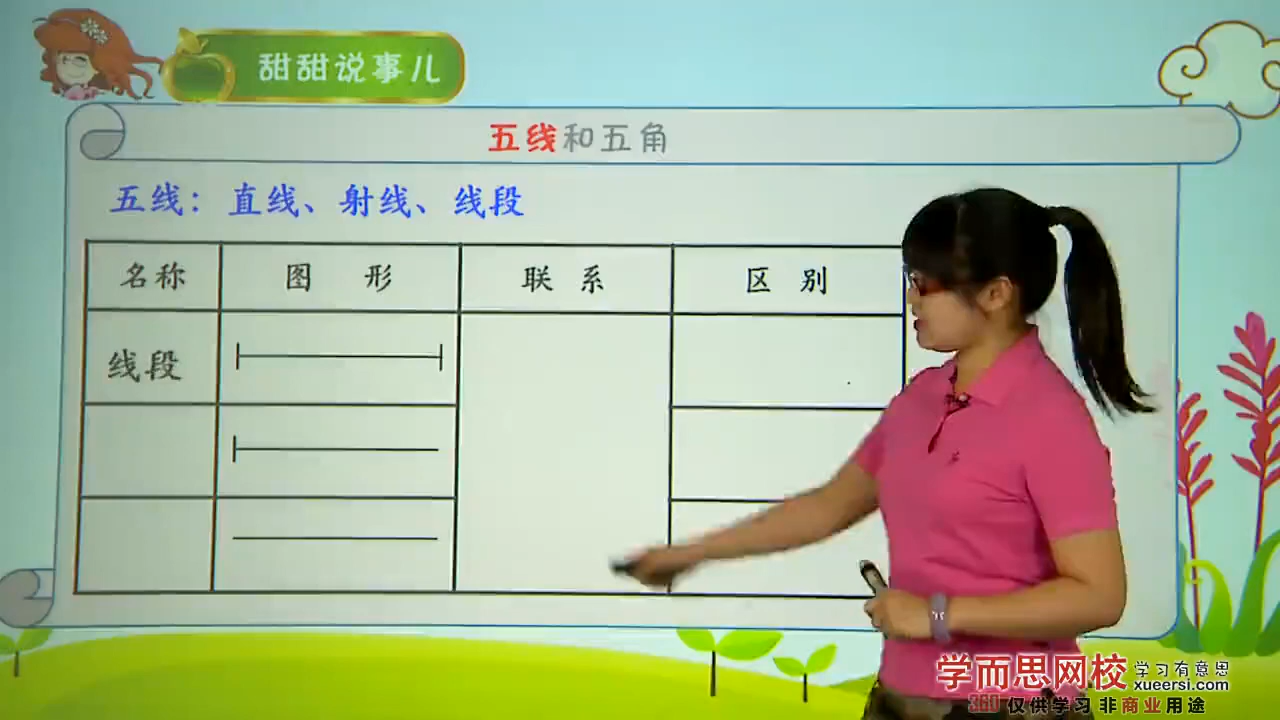 甜甜说事儿
五线和五角
五线：直线、射线、线段
名称 图 形 联 系 区 别
线段
学而思网校 学习有意思
xueersi.com
360 仅供学习 非商业用途